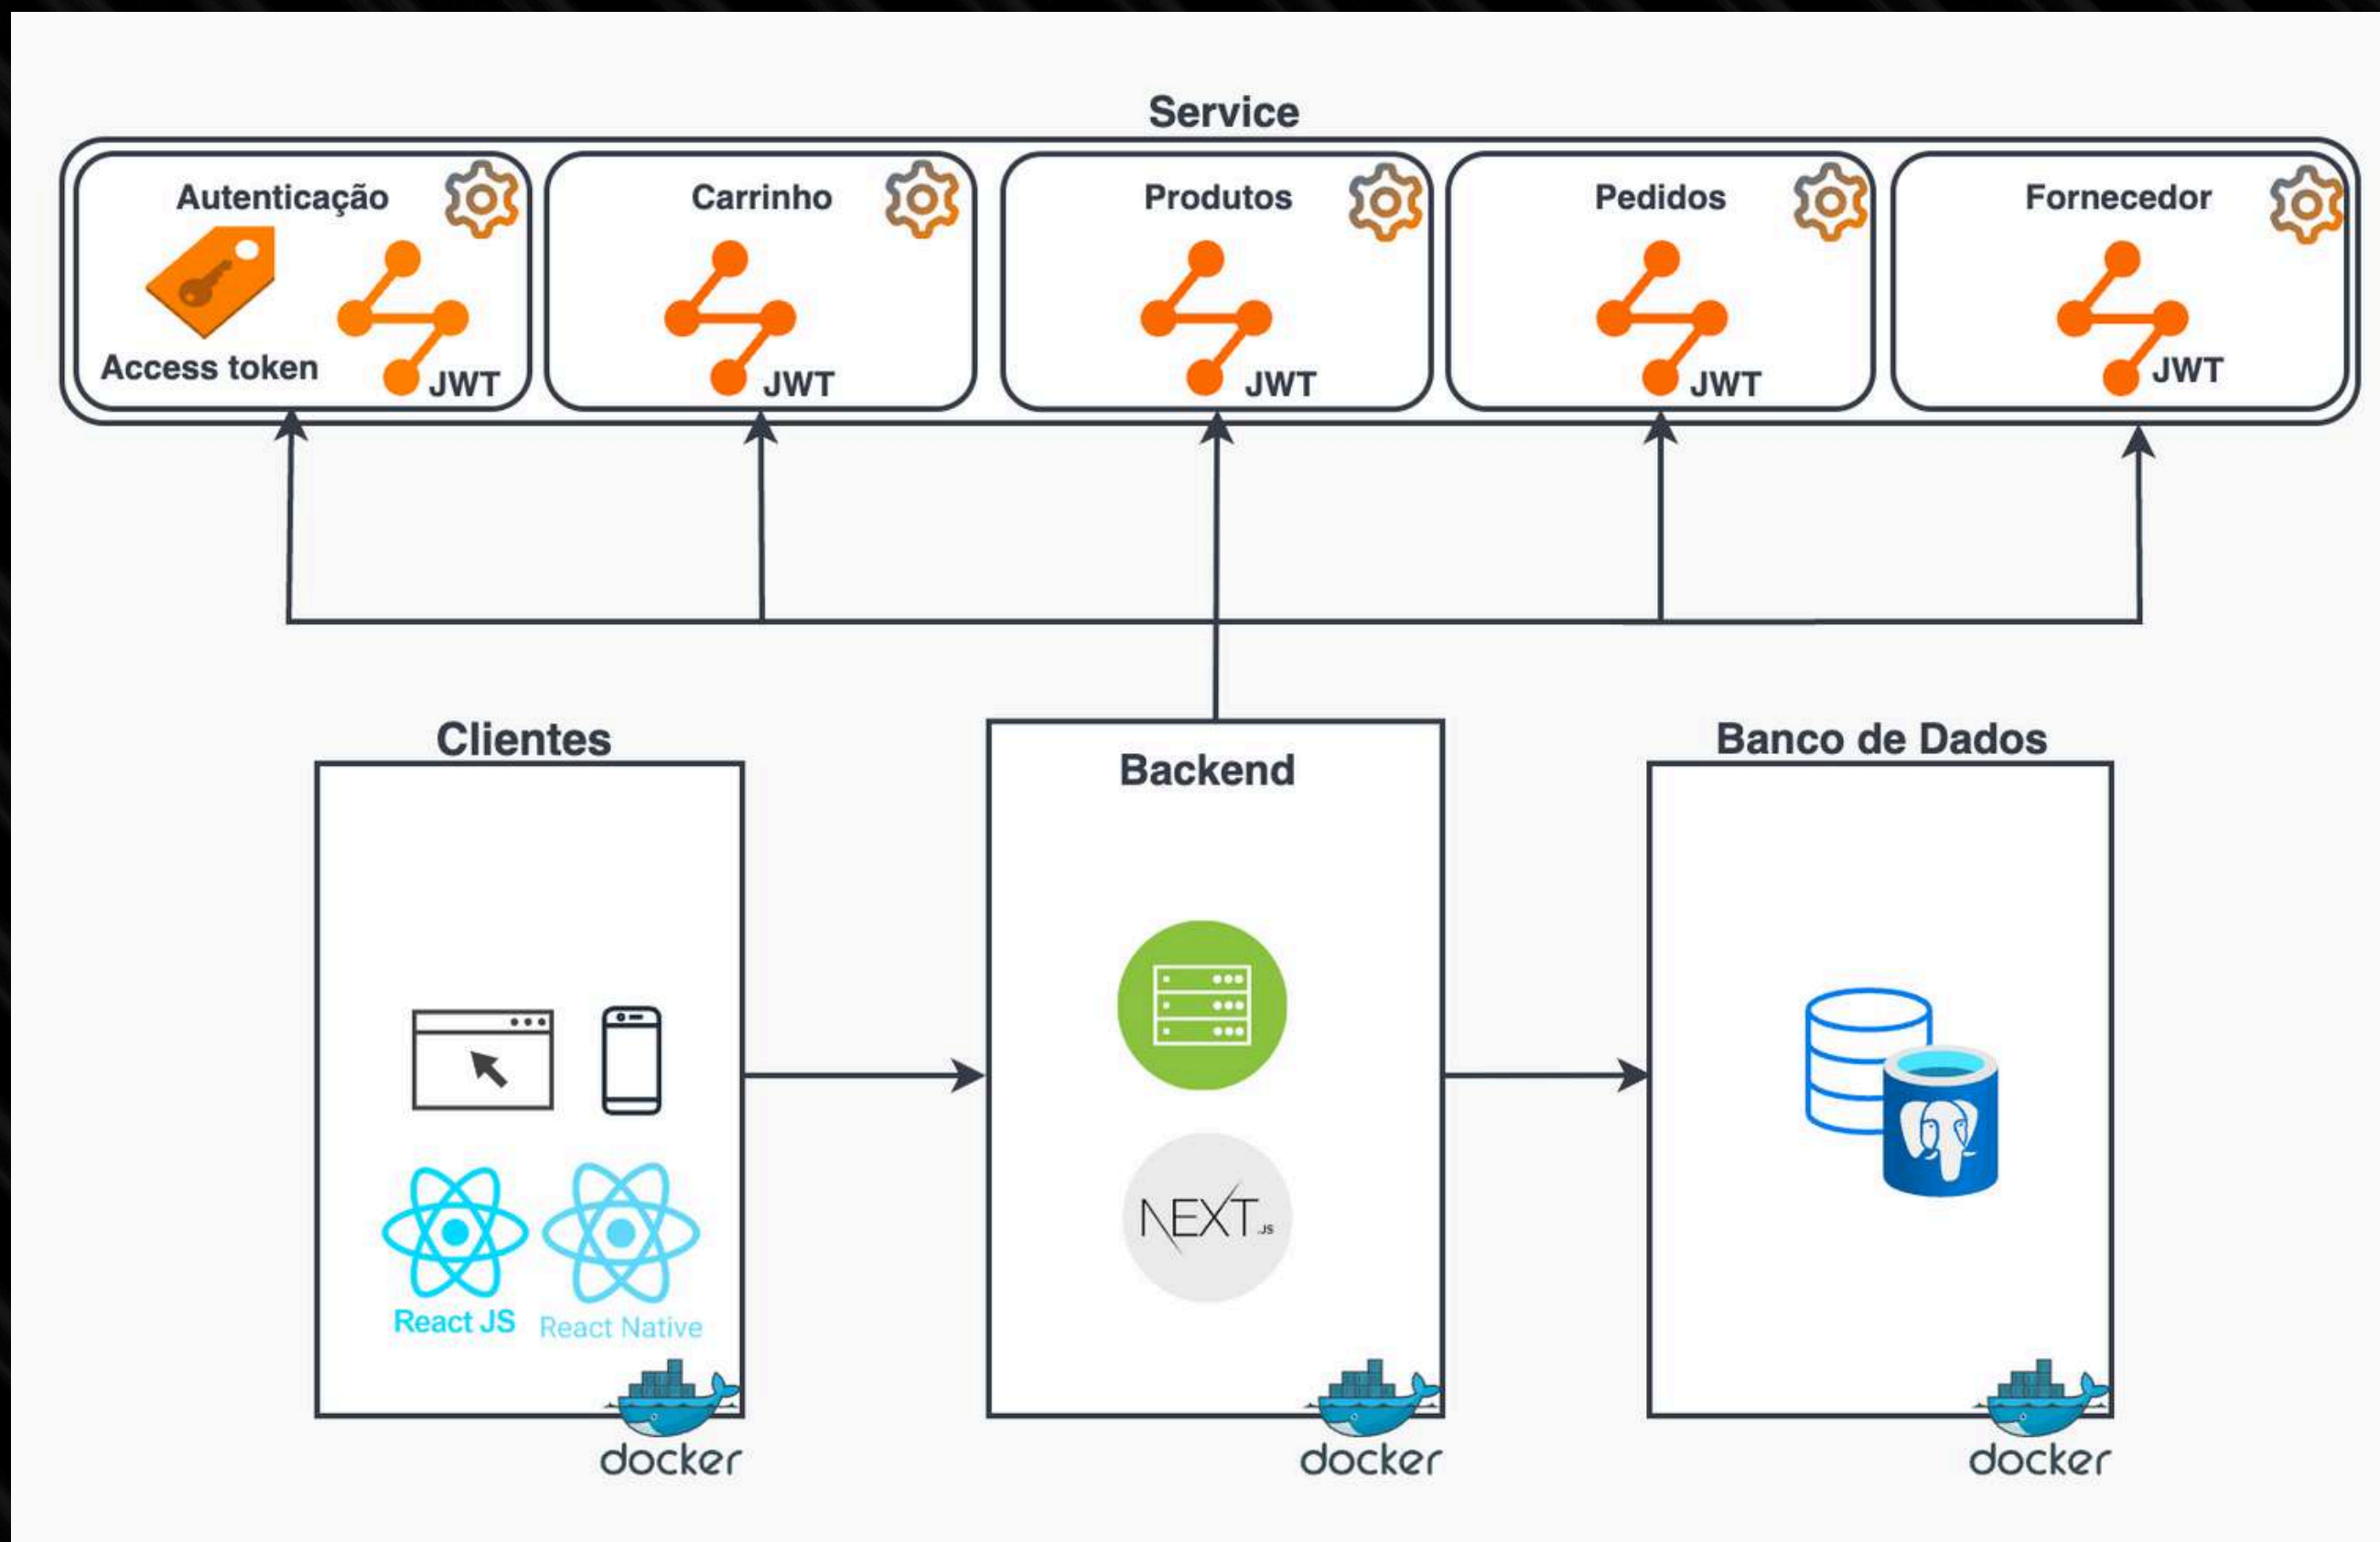 Service
Autenticação
Access token
JWT
Carrinho
JWT
Produtos
JWT
Pedidos
JWT
Fornecedor
JWT
Clientes
React JS
React Native
docker
Backend
NEXT.JS
docker
Banco de Dados
docker